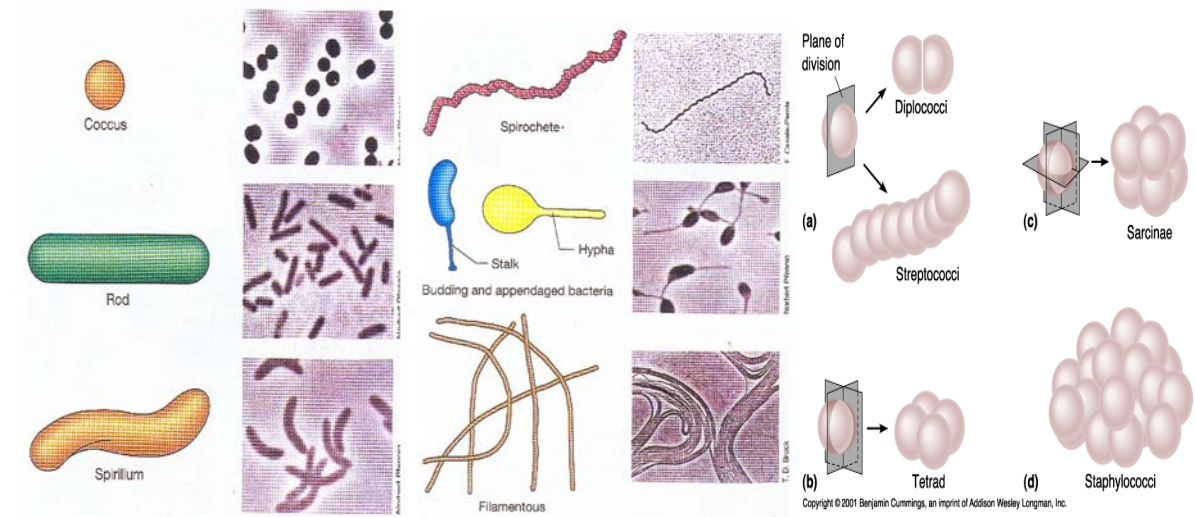 Coccus
Rod
Spirillum
Spirochete-
Stalk
Hypha
Budding and appendaged bacteria
Filamentous
T. D. Brock
Plane of
division
Diplococci
(a)
Streptococci
(b)
Tetrad
(c)
Sarcinae
(d)
Staphylococci
Copyright © 2001 Benjamin Cummings, an imprint of Addison Wesley Longman, Inc.